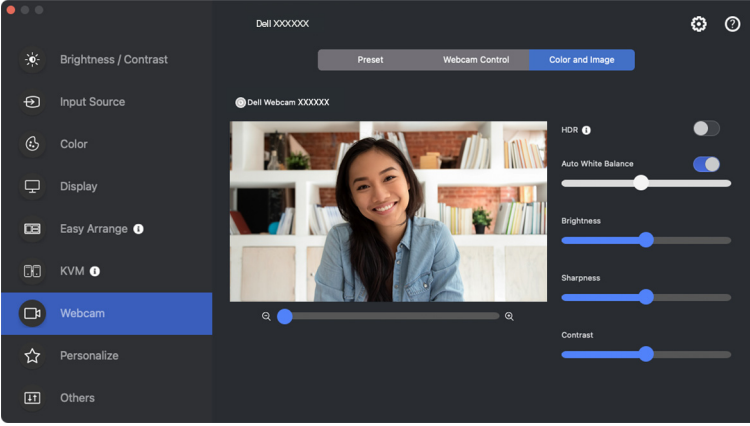 Dell XXXXXX
Brightness / Contrast
Input Source
Color
Display
Easy Arrange
KVM
Webcam
Personalize
Others
Preset
Webcam Control
Color and Image
Dell Webcam XXXXXX
HDR
Auto White Balance
Brightness
Sharpness
Contrast